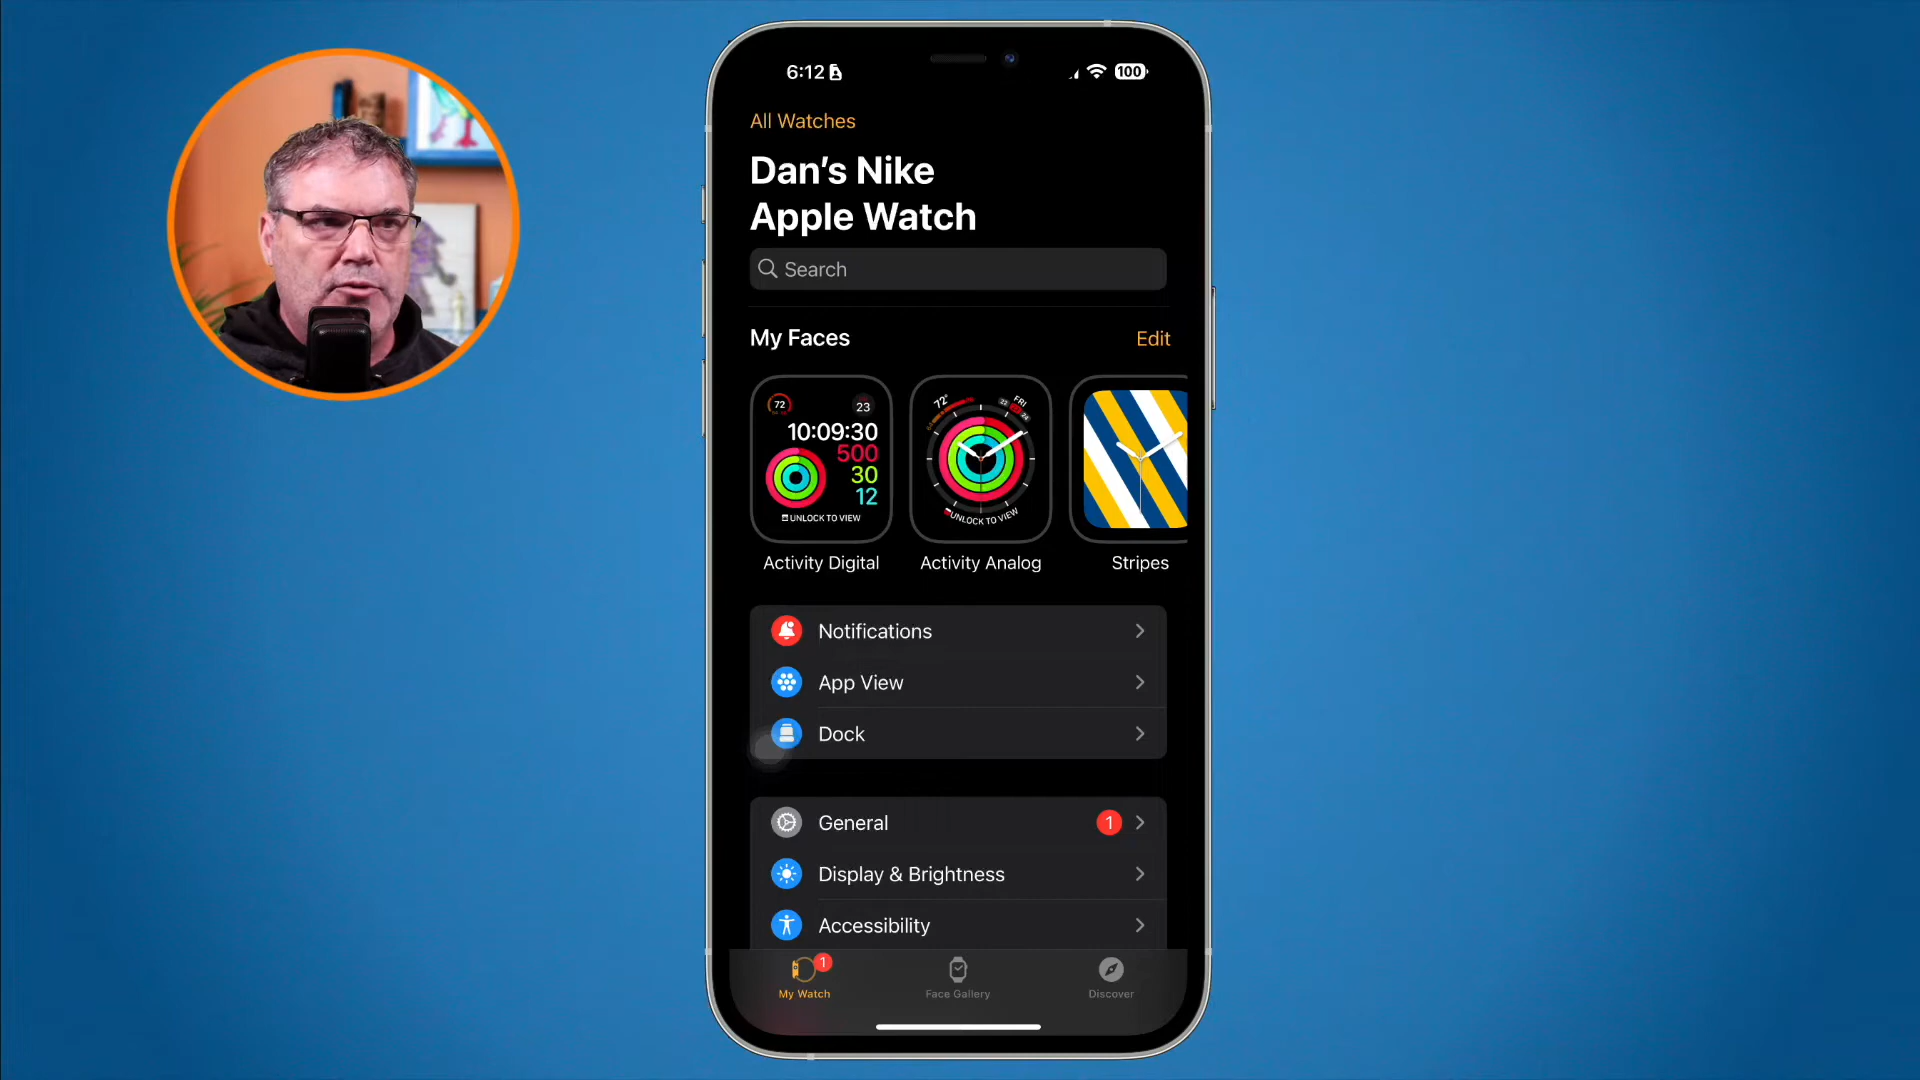 6:12
100
All Watches
Dan's Nike
Apple Watch
Search
My Faces
Edit
72
23
10:09:30
500
30
12
UNLOCK TO VIEW
72°
FRI
22
24
UNLOCK TO VIEW
Activity Digital
Activity Analog
Stripes
Notifications
App View
Dock
General
1
Display & Brightness
Accessibility
1
My Watch
Face Gallery
Discover